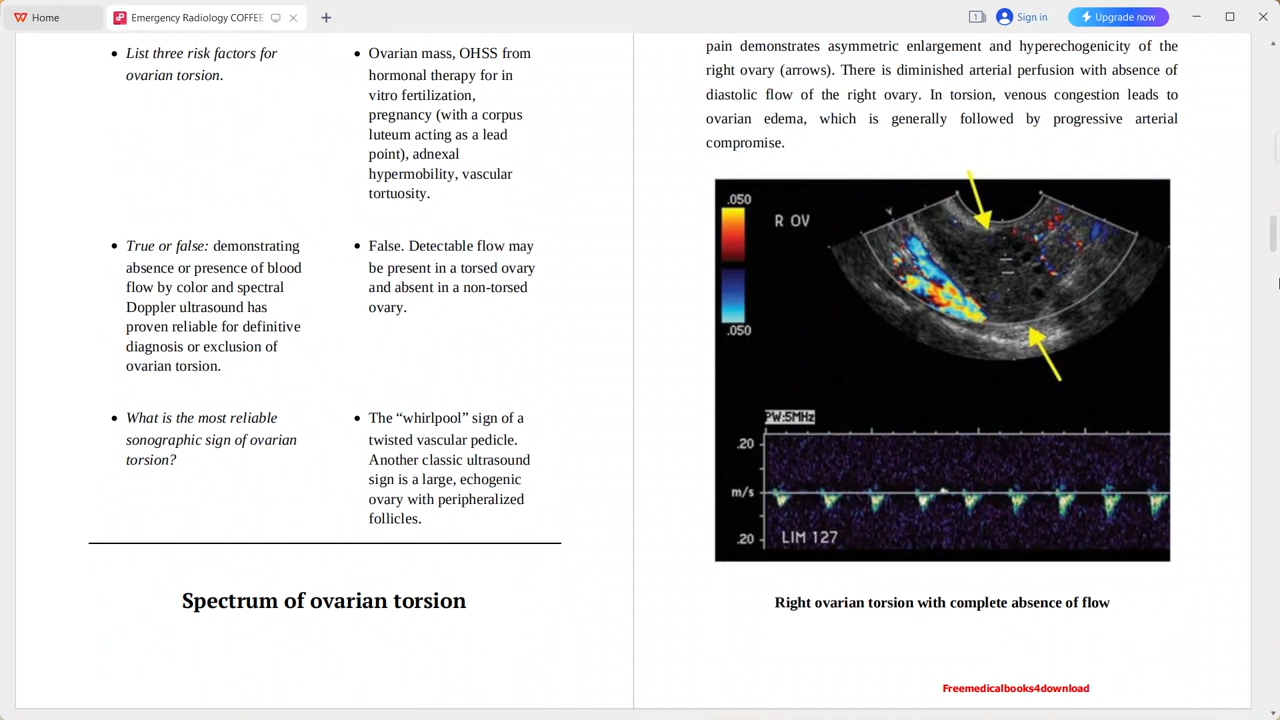 Home
Emergency Radiology COFFEE
1
Sign in
Upgrade now
• List three risk factors for
ovarian torsion.
• Ovarian mass, OHSS from
hormonal therapy for in
vitro fertilization,
pregnancy (with a corpus
luteum acting as a lead
point), adnexal
hypermobility, vascular
tortuosity.
• True or false: demonstrating
absence or presence of blood
flow by color and spectral
Doppler ultrasound has
proven reliable for definitive
diagnosis or exclusion of
ovarian torsion.
• False. Detectable flow may
be present in a torsed ovary
and absent in a non-torsed
ovary.
• What is the most reliable
sonographic sign of ovarian
torsion?
• The “whirlpool” sign of a
twisted vascular pedicle.
Another classic ultrasound
sign is a large, echogenic
ovary with peripheralized
follicles.
Spectrum of ovarian torsion
pain demonstrates asymmetric enlargement and hyperechogenicity of the
right ovary (arrows). There is diminished arterial perfusion with absence of
diastolic flow of the right ovary. In torsion, venous congestion leads to
ovarian edema, which is generally followed by progressive arterial
compromise.
.050
R OV
.050
PW:5MHz
.20
m/s
.20
LIM 127
Right ovarian torsion with complete absence of flow
Freemedicalbooks4download